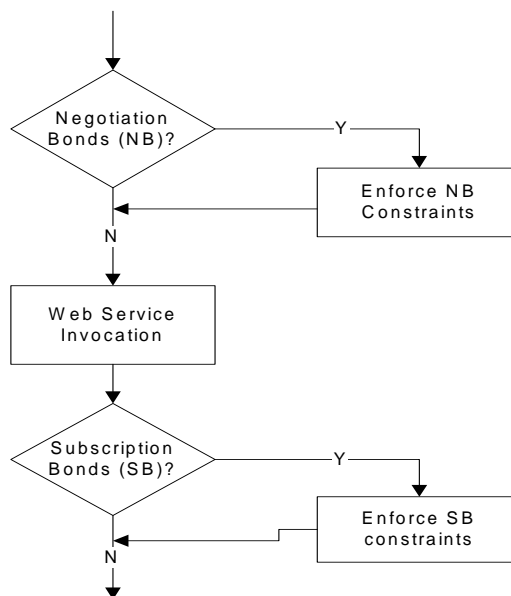 Negotiation
Bonds (NB)?
Y
Enforce NB
Constraints
N
Web Service
Invocation
Subscription
Bonds (SB)?
Y
Enforce SB
constraints
N